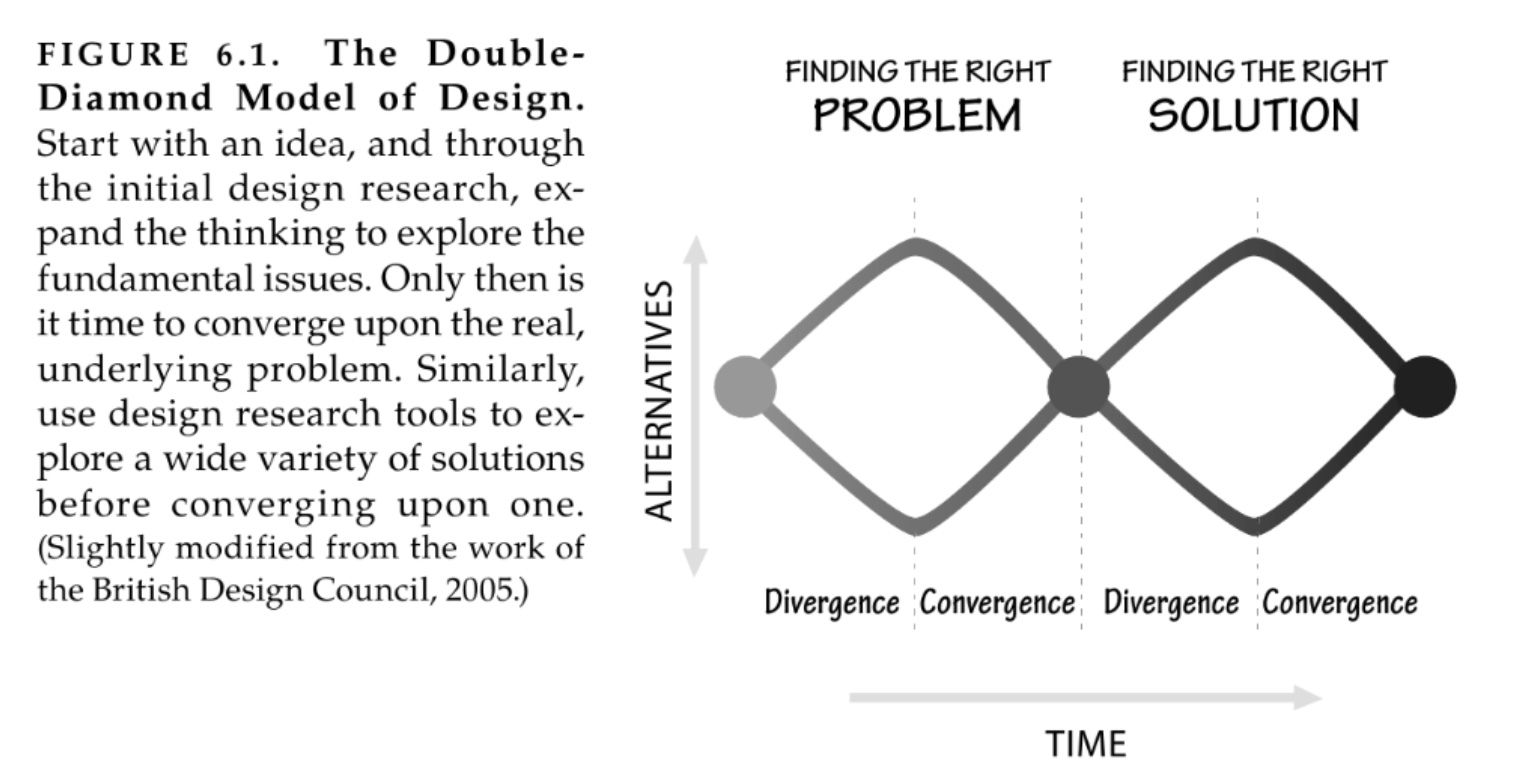 FIGURE 6.1. The Double-
Diamond Model of Design.
Start with an idea, and through
the initial design research, ex-
pand the thinking to explore the
fundamental issues. Only then is
it time to converge upon the real,
underlying problem. Similarly,
use design research tools to ex-
plore a wide variety of solutions
before converging upon one.
(Slightly modified from the work of
the British Design Council, 2005.)
FINDING THE RIGHT
PROBLEM
FINDING THE RIGHT
SOLUTION
ALTERNATIVES
Divergence
Convergence
Divergence
Convergence
TIME